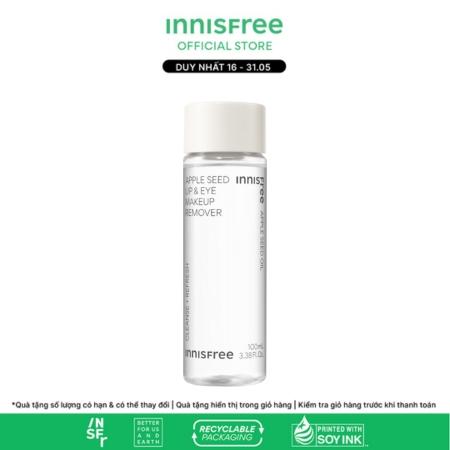 INNISFREE
OFFICIAL STORE
DUY NHẤT 16 - 31.05
APPLE SEED
LIP & EYE
MAKEUP
REMOVER
INNISFREE
APPLE SEED OIL
CLEANSE + REFRESH
100mL
3.38 FL.OZ.
INNISFREE
*Quà tặng số lượng có hạn & có thể thay đổi | Quà tặng hiển thị trong giỏ hàng | Kiểm tra giỏ hàng trước khi thanh toán
/NSFr
BETTER
FOR US
AND
EARTH
RECYCLABLE
PACKAGING
PRINTED WITH
SOY INK™